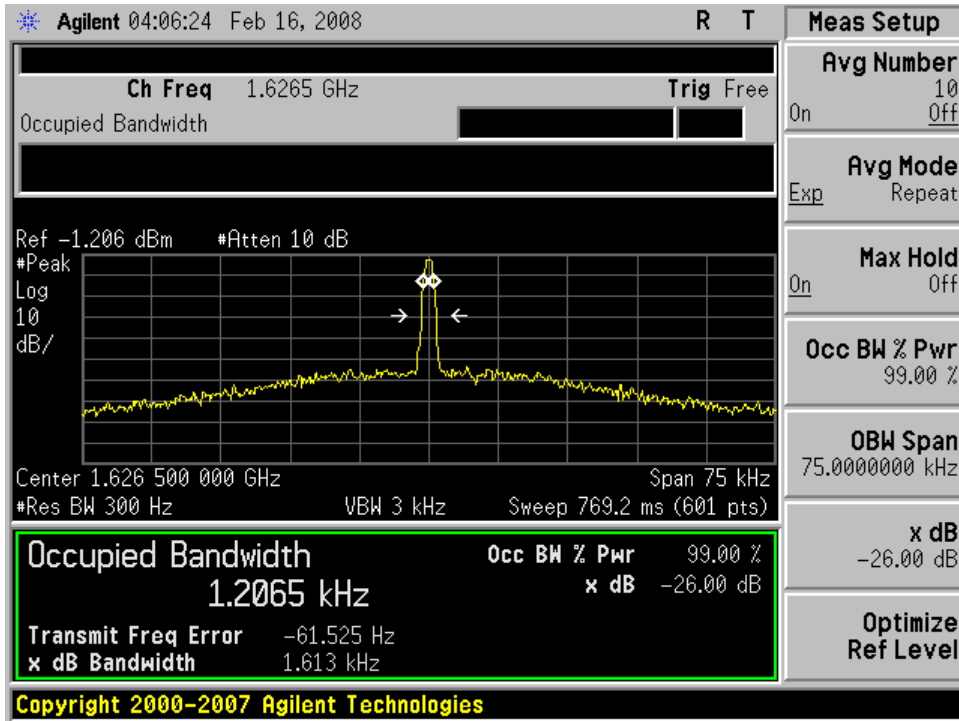 Agilent 04:06:24 Feb 16, 2008 R T
Ch Freq 1.6265 GHz Trig Free
Occupied Bandwidth
Ref -1.206 dBm #Atten 10 dB
#Peak
Log
10
dB/
Center 1.626 500 000 GHz Span 75 kHz
#Res BW 300 Hz VBW 3 kHz Sweep 769.2 ms (601 pts)
Occupied Bandwidth Occ BW % Pwr 99.00 %
1.2065 kHz x dB -26.00 dB
Transmit Freq Error -61.525 Hz
x dB Bandwidth 1.613 kHz
Copyright 2000-2007 Agilent Technologies
Meas Setup
Avg Number
10
On Off
Avg Mode
Exp Repeat
Max Hold
On Off
Occ BW % Pwr
99.00 %
OBW Span
75.0000000 kHz
x dB
-26.00 dB
Optimize
Ref Level